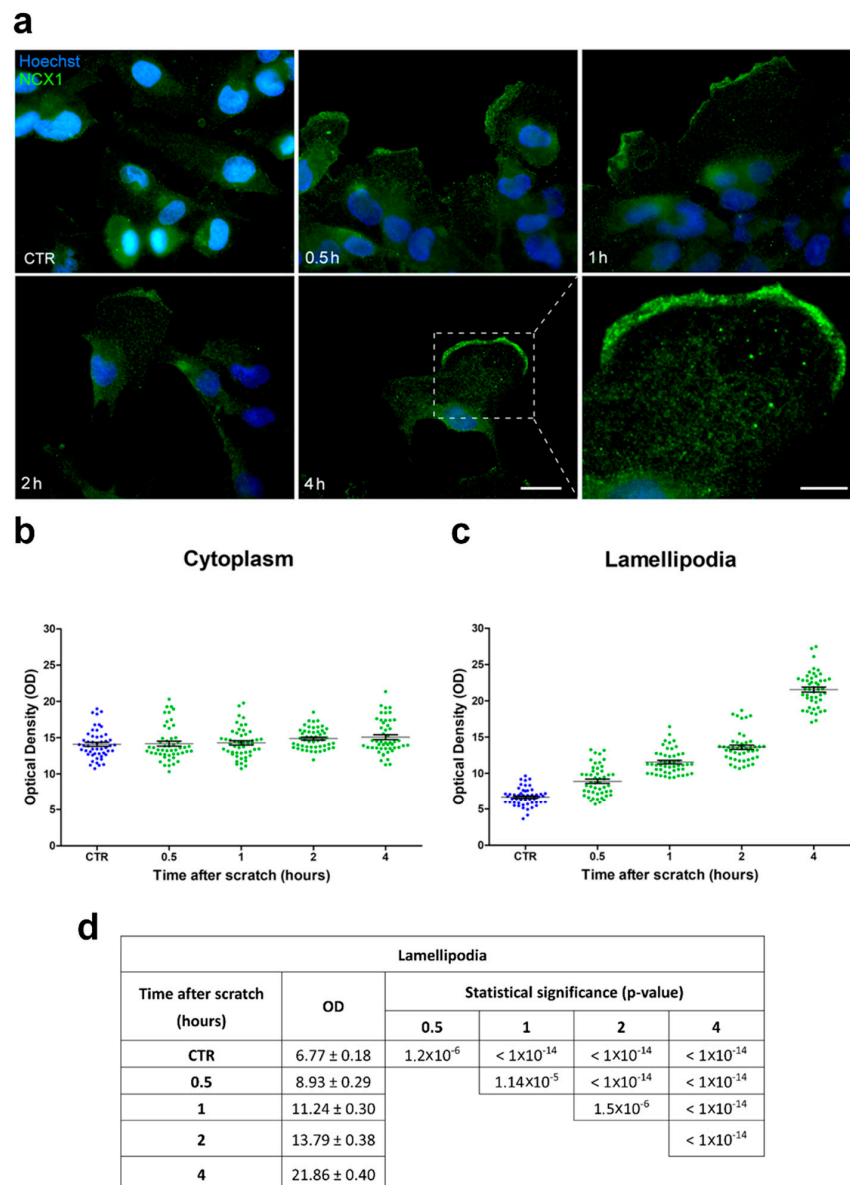 a
Hoechst
NCX1
CTR
0.5h
1h
2h
4h
b
Cytoplasm
Optical Density (OD)
30
25
20
15
10
5
0
CTR 0.5 1 2 4
Time after scratch (hours)
c
Lamellipodia
Optical Density (OD)
30
25
20
15
10
5
0
CTR 0.5 1 2 4
Time after scratch (hours)
d
Lamellipodia
Time after scratch (hours) OD Statistical significance (p-value)
0.5 1 2 4
CTR 6.77 ± 0.18 1.2X10⁻⁶ < 1X10⁻¹⁴ < 1X10⁻¹⁴ < 1X10⁻¹⁴
0.5 8.93 ± 0.29 1.14X10⁻⁵ < 1X10⁻¹⁴ < 1X10⁻¹⁴
1 11.24 ± 0.30 1.5X10⁻⁶ < 1X10⁻¹⁴
2 13.79 ± 0.38 < 1X10⁻¹⁴
4 21.86 ± 0.40